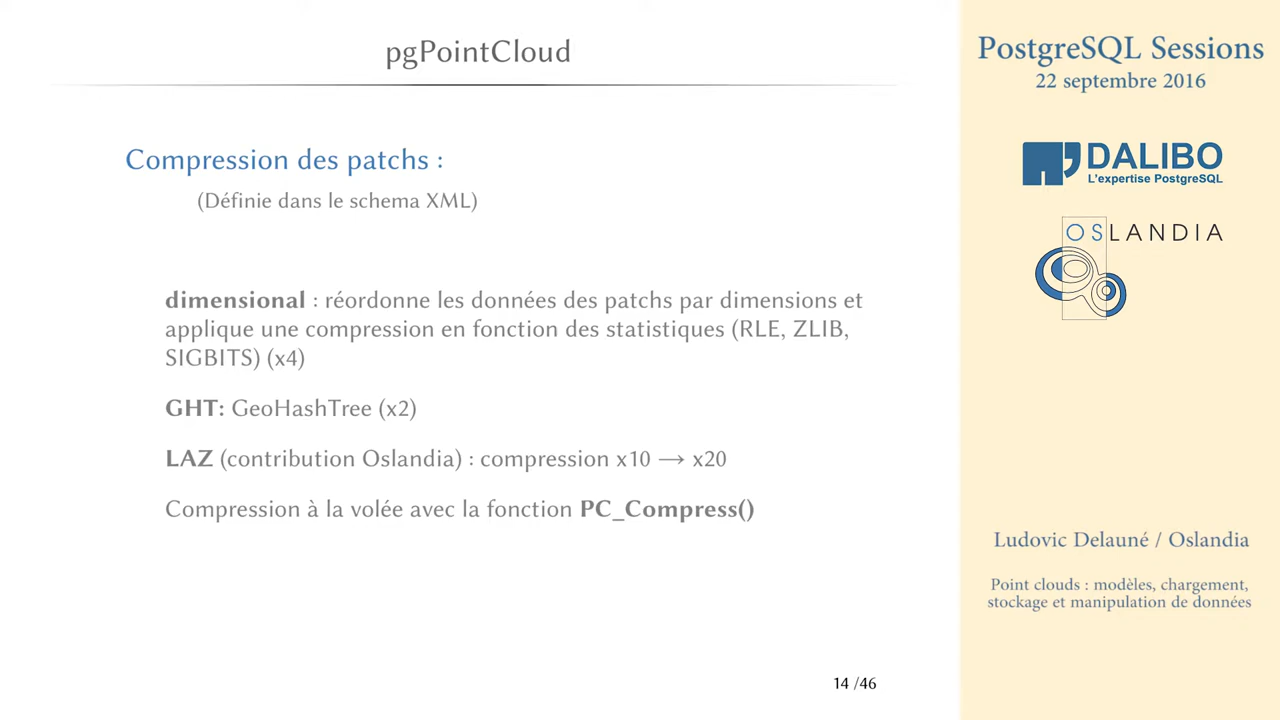 pgPointCloud
Compression des patchs :
(Définie dans le schema XML)
dimensional : réordonne les données des patchs par dimensions et
applique une compression en fonction des statistiques (RLE, ZLIB,
SIGBITS) (x4)
GHT: GeoHashTree (x2)
LAZ (contribution Oslandia) : compression x10 → x20
Compression à la volée avec la fonction PC_Compress()
14 /46
PostgreSQL Sessions
22 septembre 2016
DALIBO
L'expertise PostgreSQL
OSLANDIA
Ludovic Delauné / Oslandia
Point clouds : modèles, chargement,
stockage et manipulation de données